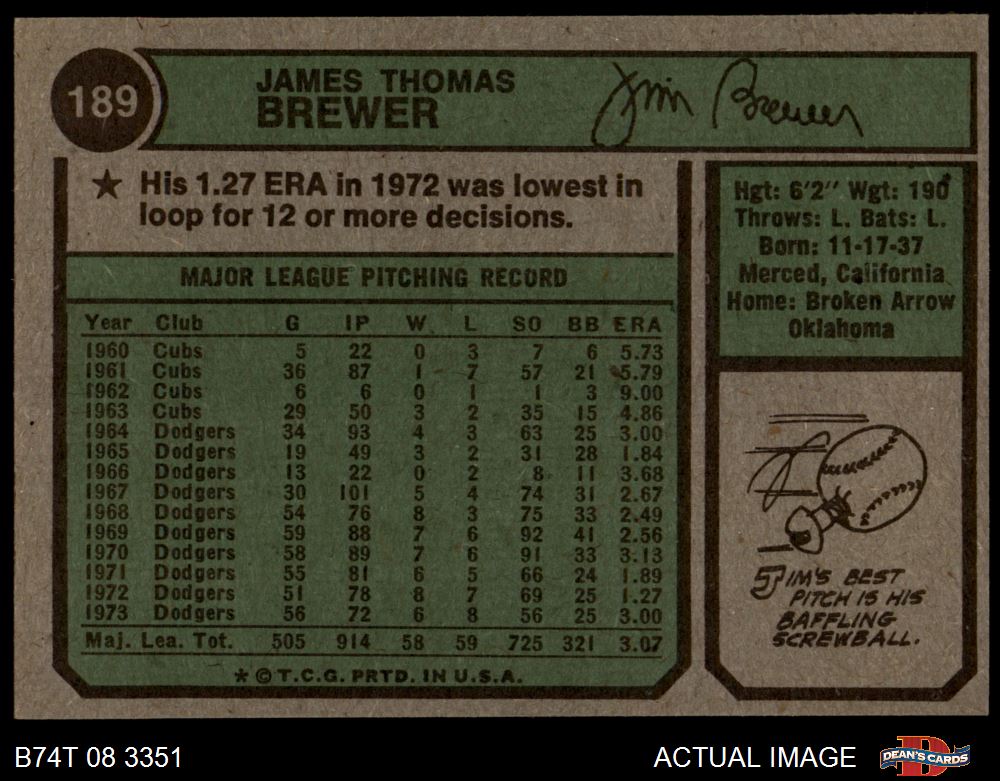 189
JAMES THOMAS
BREWER
Jim Brewer
★ His 1.27 ERA in 1972 was lowest in
loop for 12 or more decisions.
MAJOR LEAGUE PITCHING RECORD
Year Club G IP W L SO BB ERA
1960 Cubs 5 22 0 3 7 6 5.73
1961 Cubs 36 87 1 7 57 21 5.79
1962 Cubs 6 6 0 1 1 3 9.00
1963 Cubs 29 50 3 2 35 15 4.86
1964 Dodgers 34 93 4 3 63 25 3.00
1965 Dodgers 19 49 3 2 31 28 1.84
1966 Dodgers 13 22 0 2 8 11 3.68
1967 Dodgers 30 101 5 4 74 31 2.67
1968 Dodgers 54 76 8 3 75 33 2.49
1969 Dodgers 59 88 7 6 92 41 2.56
1970 Dodgers 58 89 7 6 91 33 3.13
1971 Dodgers 55 81 6 5 66 24 1.89
1972 Dodgers 51 78 8 7 69 25 1.27
1973 Dodgers 56 72 6 8 56 25 3.00
Maj. Lea. Tot. 505 914 58 59 725 321 3.07
★ © T.C.G. PRTD. IN U.S.A.
Hgt: 6'2" Wgt: 190
Throws: L. Bats: L.
Born: 11-17-37
Merced, California
Home: Broken Arrow
Oklahoma
JIM'S BEST
PITCH IS HIS
BAFFLING
SCREWBALL.
B74T 08 3351
ACTUAL IMAGE
DEAN'S CARDS